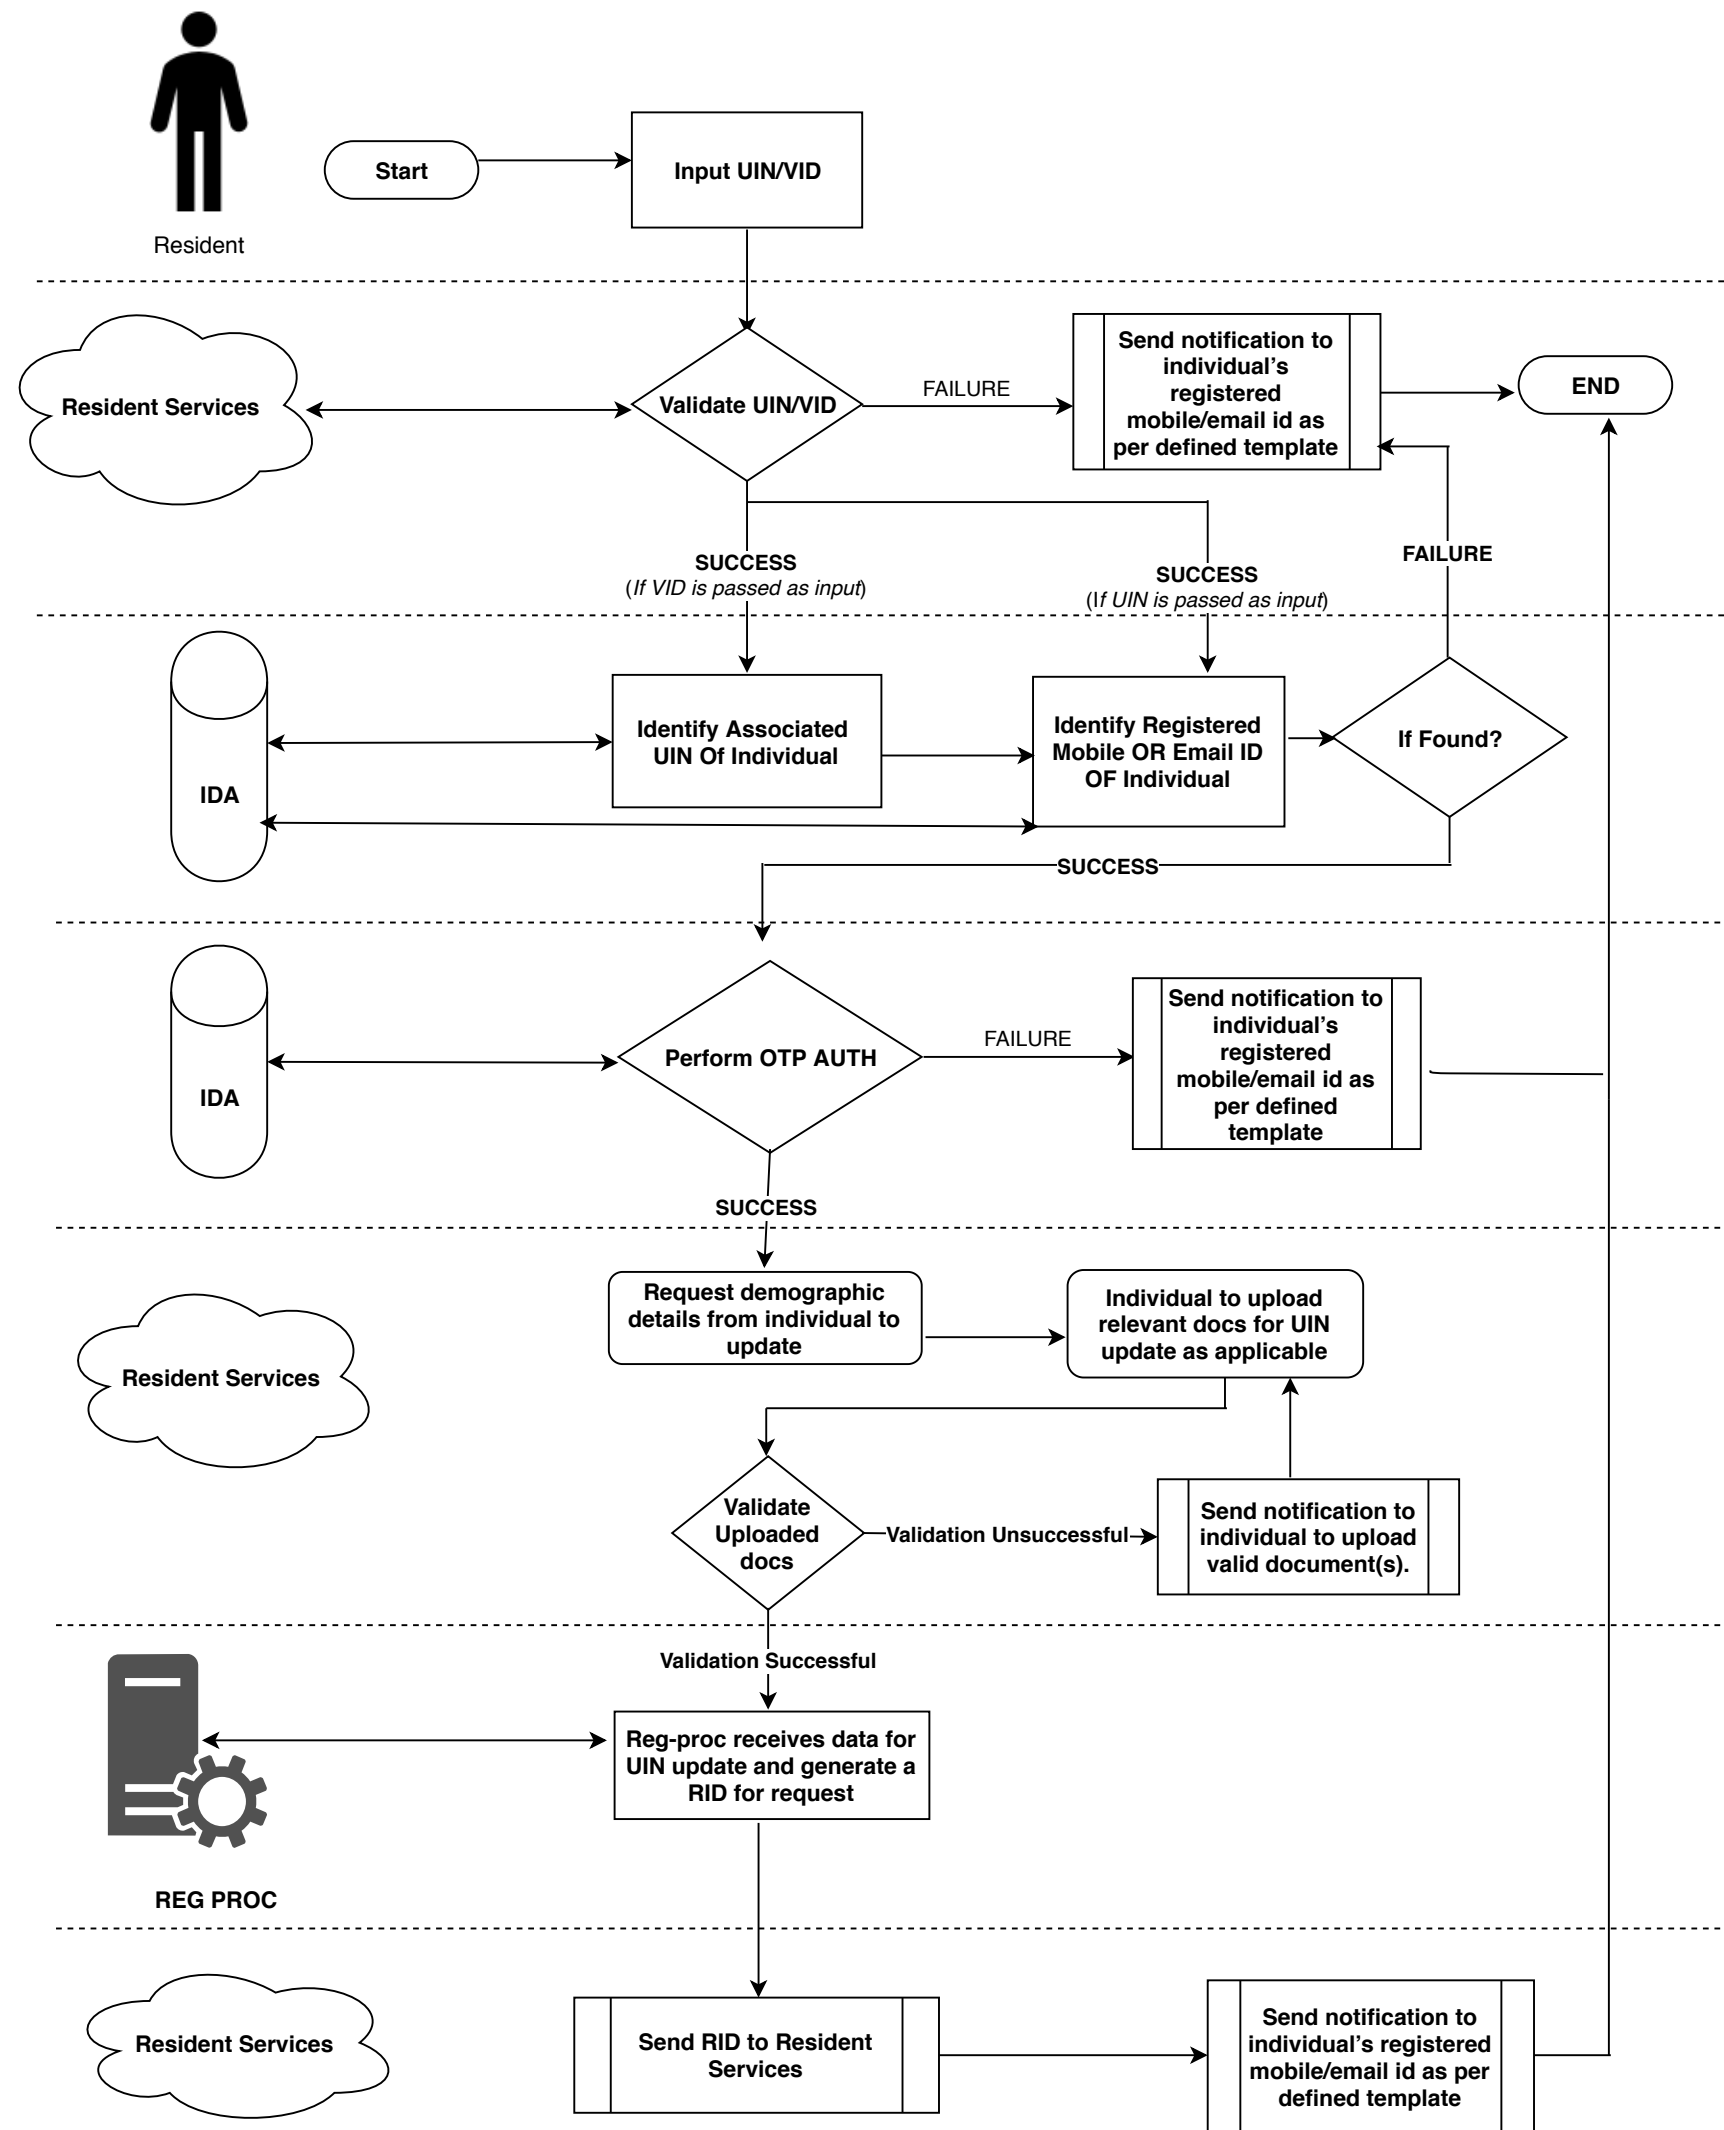 Start
Input UIN/VID
Resident
Resident Services
Validate UIN/VID
FAILURE
Send notification to
individual's
registered
mobile/email id as
per defined template
END
SUCCESS
(If VID is passed as input)
SUCCESS
(If UIN is passed as input)
FAILURE
IDA
Identify Associated
UIN Of Individual
Identify Registered
Mobile OR Email ID
OF Individual
If Found?
SUCCESS
IDA
Perform OTP AUTH
FAILURE
Send notification to
individual's
registered
mobile/email id as
per defined
template
SUCCESS
Resident Services
Request demographic
details from individual to
update
Individual to upload
relevant docs for UIN
update as applicable
Validate
Uploaded
docs
Validation Unsuccessful
Send notification to
individual to upload
valid document(s).
Validation Successful
Reg-proc receives data for
UIN update and generate a
RID for request
REG PROC
Resident Services
Send RID to Resident
Services
Send notification to
individual's registered
mobile/email id as per
defined template